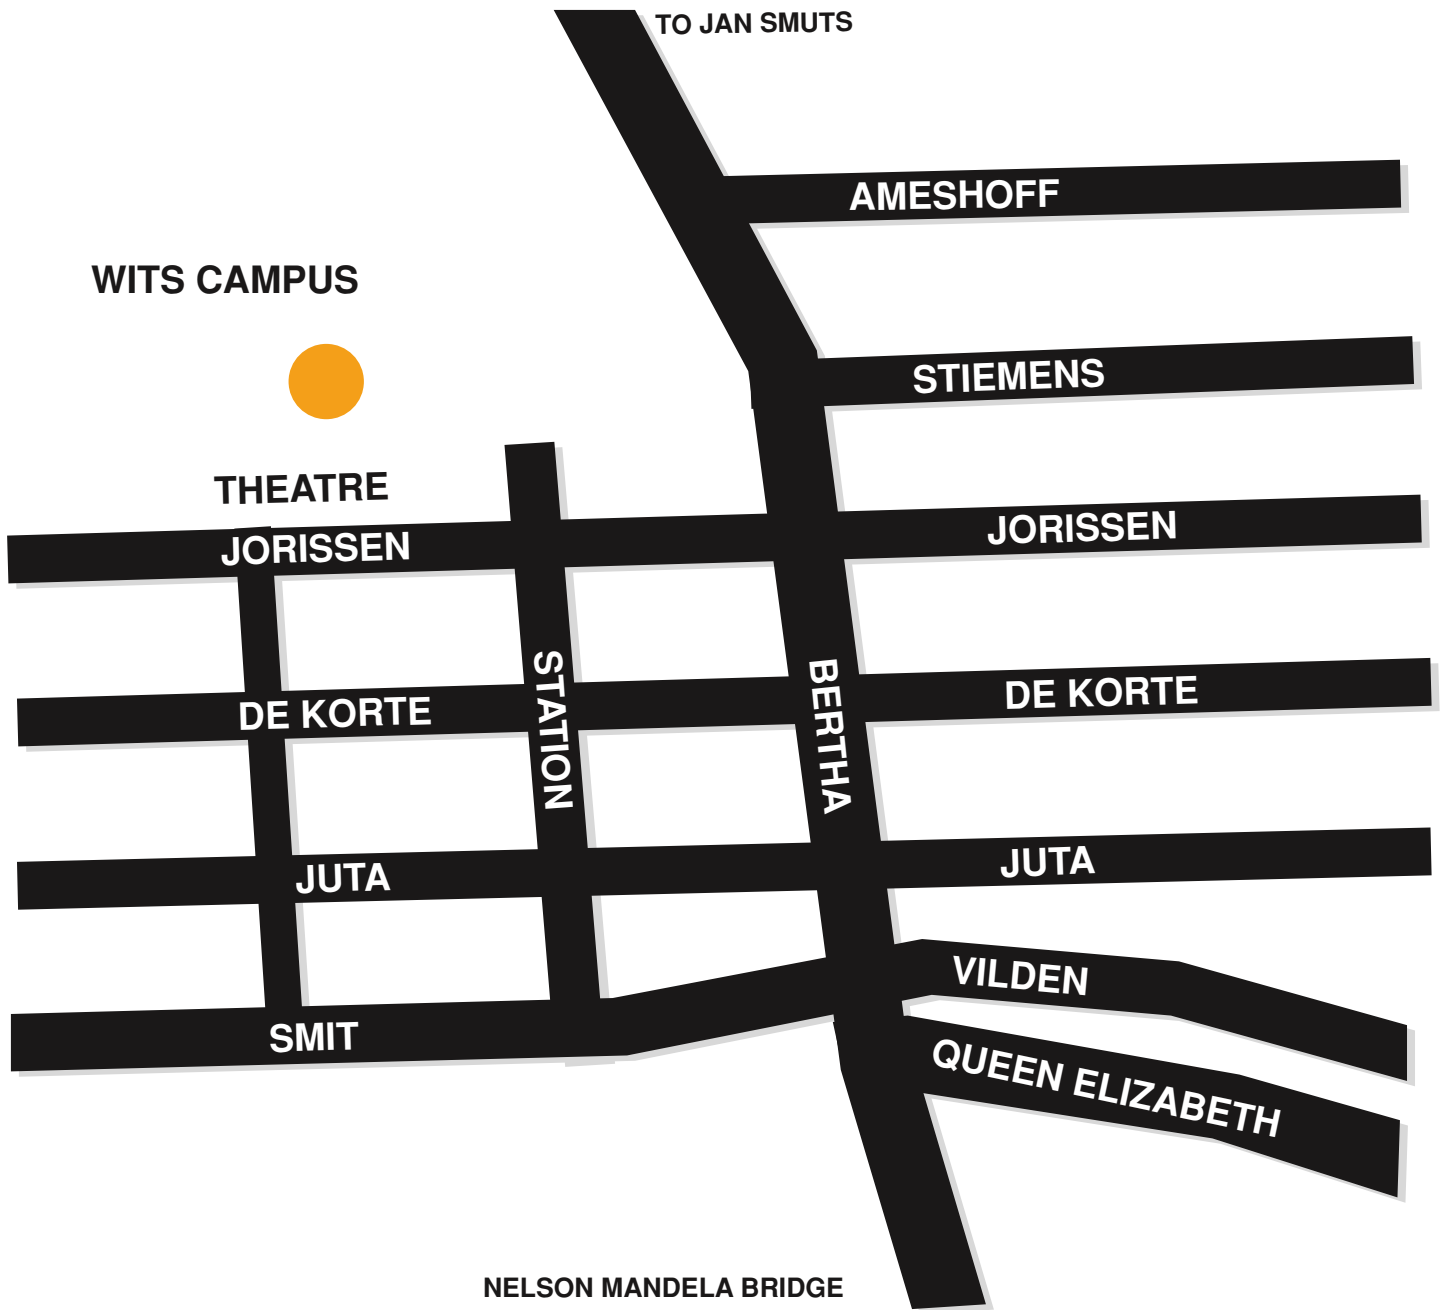 TO JAN SMUTS
AMESHOFF
WITS CAMPUS
STIEMENS
THEATRE
JORISSEN
JORISSEN
STATION
BERTHA
DE KORTE
DE KORTE
JUTA
JUTA
VILDEN
SMIT
QUEEN ELIZABETH
NELSON MANDELA BRIDGE